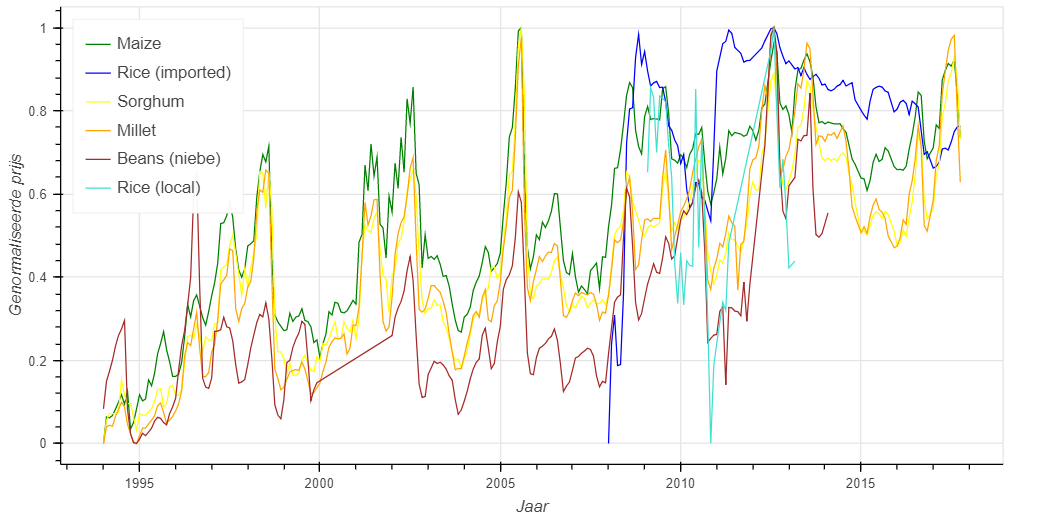 Maize
Rice (imported)
Sorghum
Millet
Beans (niebe)
Rice (local)
Genormaliseerde prijs
1
0.8
0.6
0.4
0.2
0
1995
2000
2005
2010
2015
Jaar